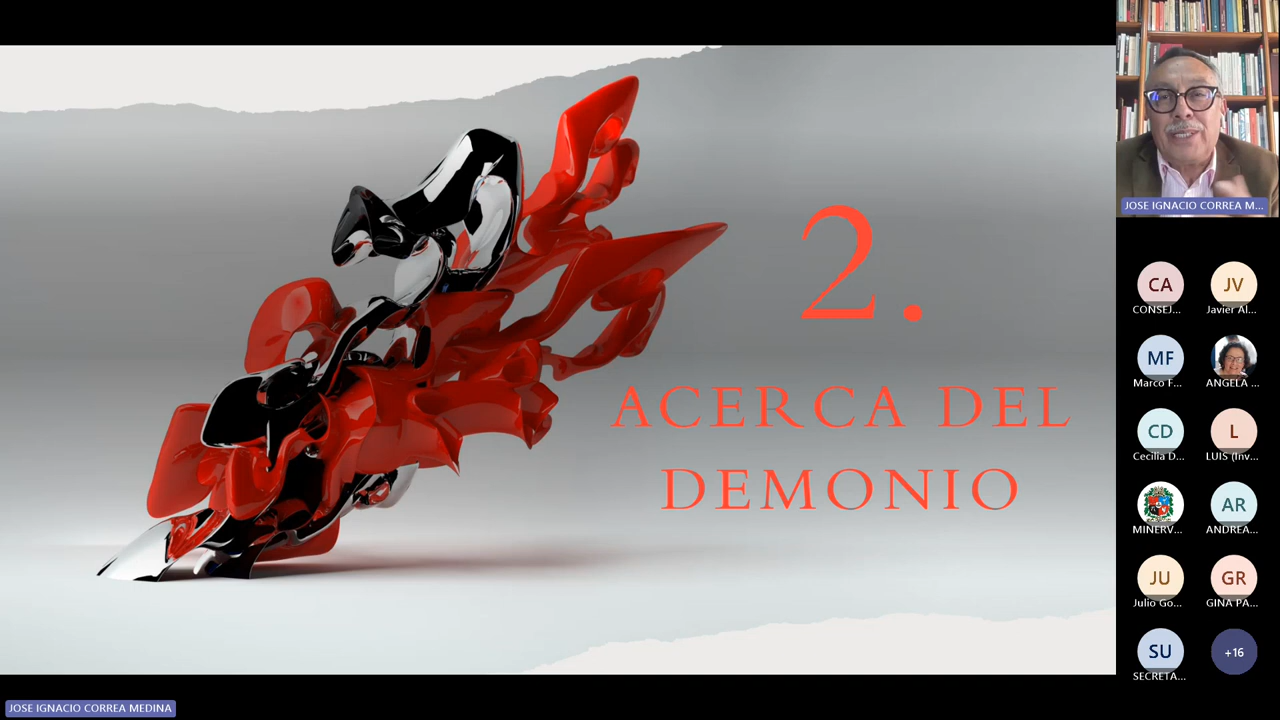 2.
ACERCA DEL
DEMONIO
JOSE IGNACIO CORREA M...
CA
CONSEJ...
JV
Javier Al...
MF
Marco F...
ANGELA ...
CD
Cecilia D...
L
LUIS (Inv...
MINERV...
AR
ANDREA...
JU
Julio Go...
GR
GINA PA...
SU
SECRETA...
+16
JOSE IGNACIO CORREA MEDINA